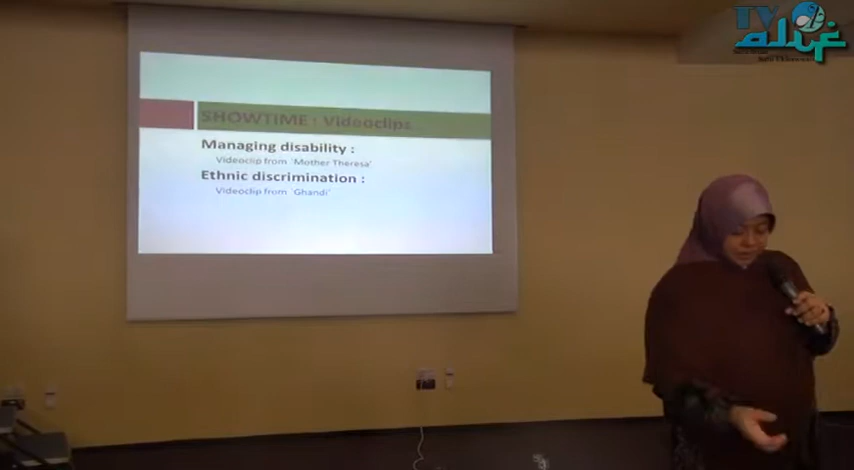 TV
aLiF
SHOWTIME : Videoclips
Managing disability :
Videoclip from 'Mother Theresa'
Ethnic discrimination :
Videoclip from 'Ghandi'